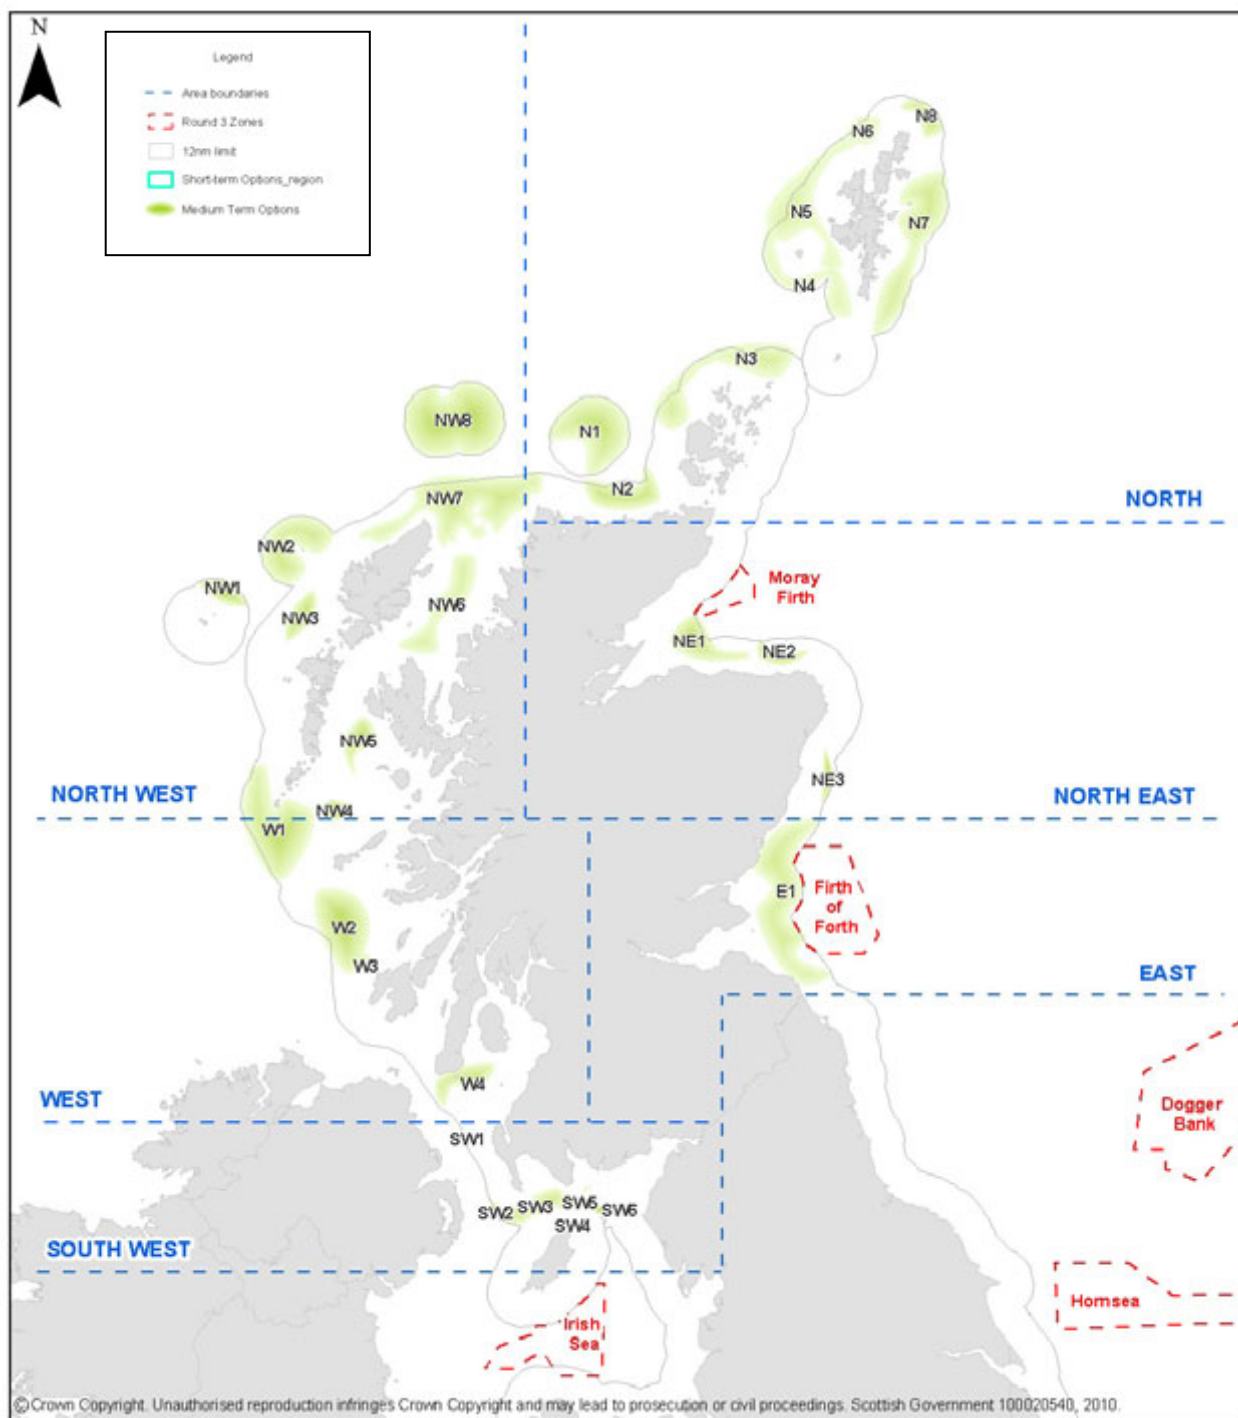 N
Legend
Area boundaries
Round 3 Zones
12nm limit
Short-term Options_region
Medium Term Options
N8
N6
N5
N7
N4
N3
NW8
N1
NW7
N2
NORTH
NW2
NW1
NW3
NW6
Moray
Firth
NE1
NE2
NW5
NE3
NORTH WEST
NW4
NORTH EAST
W1
E1
Firth
of
Forth
W2
W3
EAST
W4
WEST
SW1
Dogger
Bank
SW2
SW3
SW5
SW6
SW4
SOUTH WEST
Hornsea
Irish
Sea
©Crown Copyright. Unauthorised reproduction infringes Crown Copyright and may lead to prosecution or civil proceedings. Scottish Government 100020540, 2010.